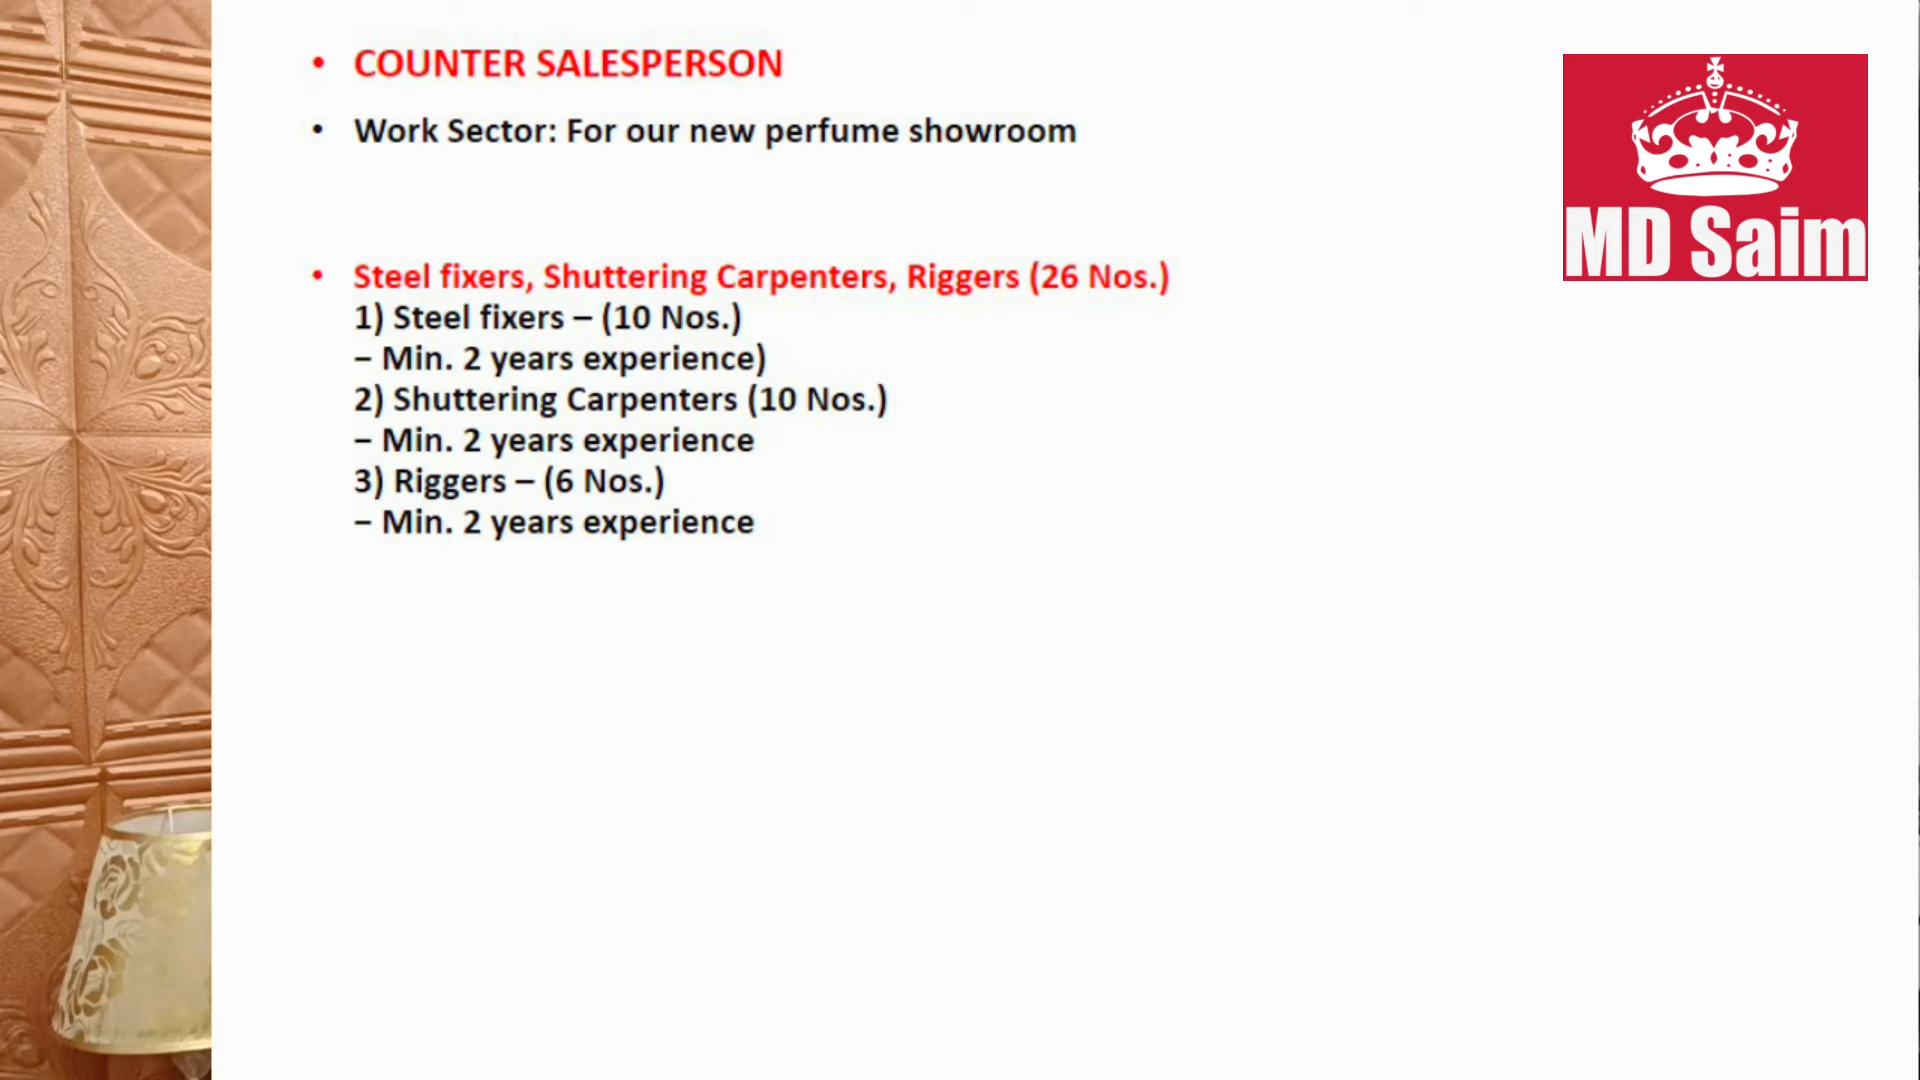 • COUNTER SALESPERSON
• Work Sector: For our new perfume showroom
MD Saim
• Steel fixers, Shuttering Carpenters, Riggers (26 Nos.)
1) Steel fixers – (10 Nos.)
– Min. 2 years experience)
2) Shuttering Carpenters (10 Nos.)
– Min. 2 years experience
3) Riggers – (6 Nos.)
– Min. 2 years experience